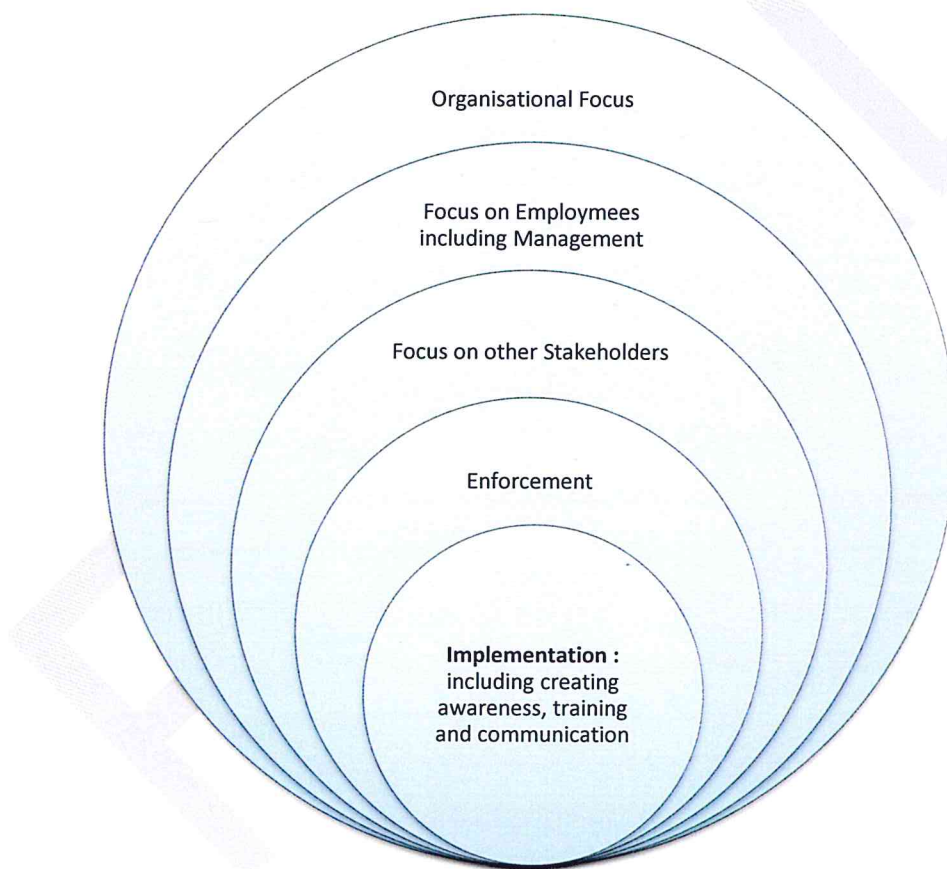 Organisational Focus
Focus on Employmees
including Management
Focus on other Stakeholders
Enforcement
Implementation :
including creating
awareness, training
and communication